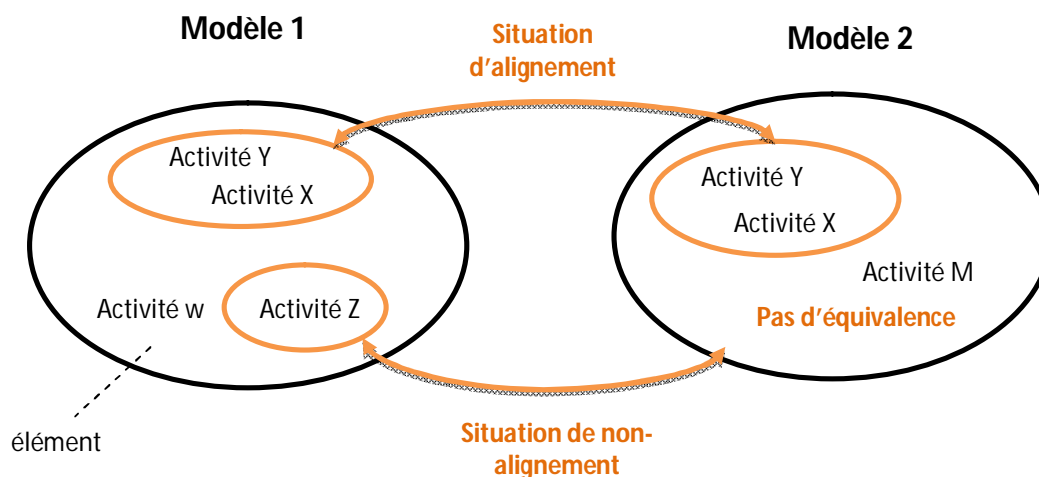 Modèle 1
Situation
d'alignement
Modèle 2
Activité Y
Activité X
Activité Y
Activité X
Activité M
Activité w
Activité Z
Pas d'équivalence
élément
Situation de non-
alignement